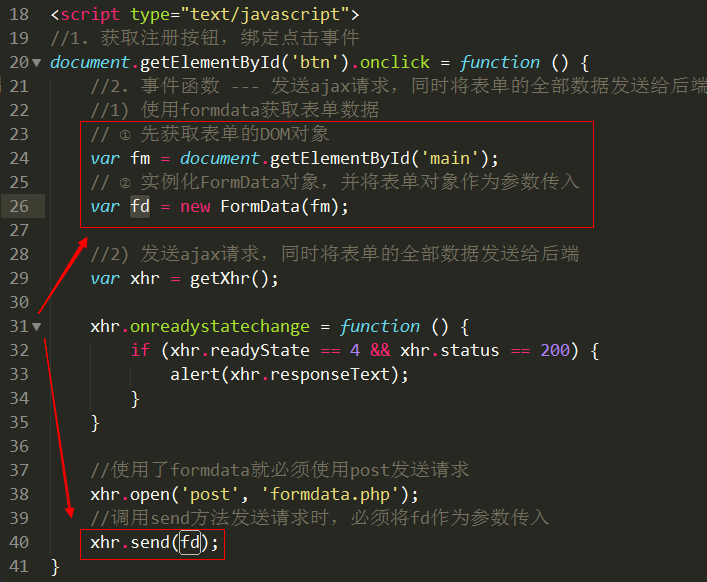 18 <script type="text/javascript">
19 //1. 获取注册按钮，绑定点击事件
20 document.getElementById('btn').onclick = function () {
21 //2. 事件函数 --- 发送ajax请求，同时将表单的全部数据发送给后端
22 //1) 使用formdata获取表单数据
23 // ① 先获取表单的DOM对象
24 var fm = document.getElementById('main');
25 // ② 实例化FormData对象，并将表单对象作为参数传入
26 var fd = new FormData(fm);
27
28 //2) 发送ajax请求，同时将表单的全部数据发送给后端
29 var xhr = getXhr();
30
31 xhr.onreadystatechange = function () {
32 if (xhr.readyState == 4 && xhr.status == 200) {
33 alert(xhr.responseText);
34 }
35 }
36
37 //使用了formdata就必须使用post发送请求
38 xhr.open('post', 'formdata.php');
39 //调用send方法发送请求时，必须将fd作为参数传入
40 xhr.send(fd);
41 }